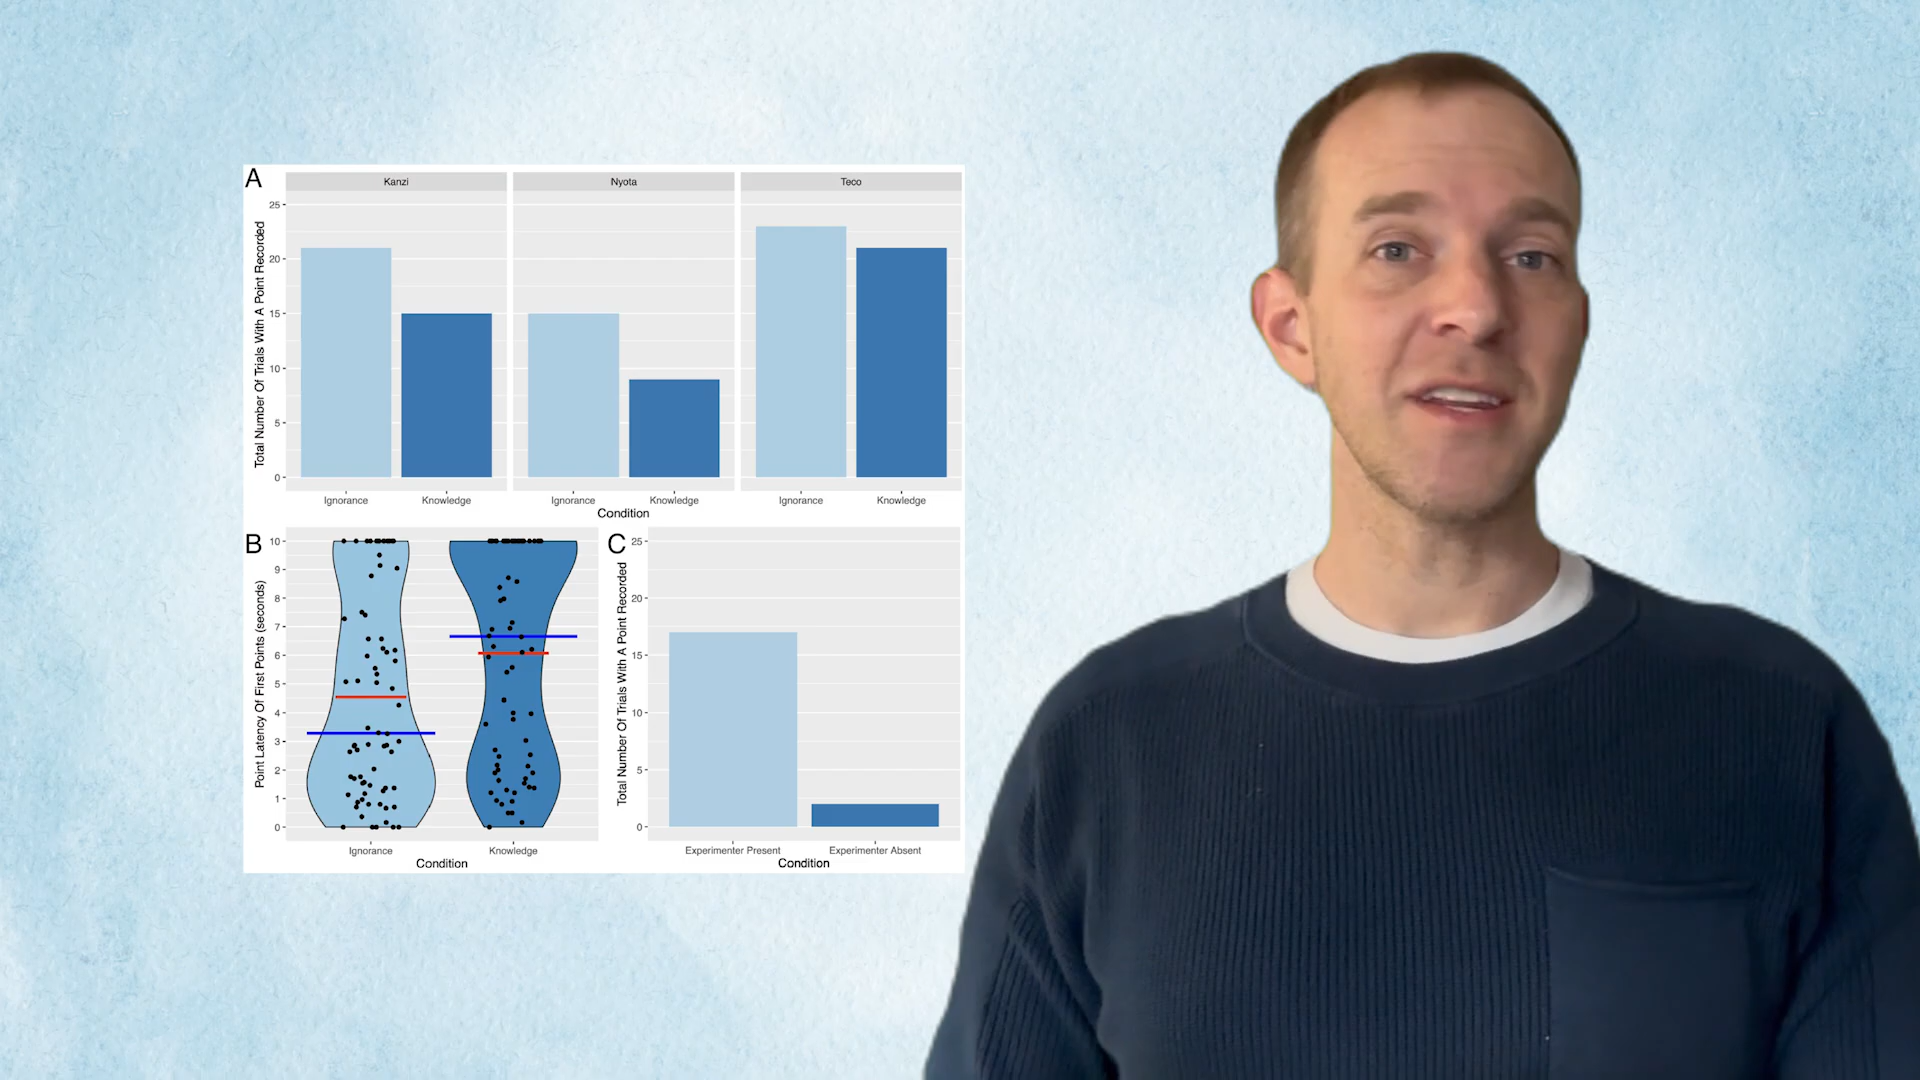 A
Kanzi
Nyota
Teco
Total Number Of Trials With A Point Recorded
25
20
15
10
5
0
Ignorance Knowledge Ignorance Knowledge Ignorance Knowledge
Condition
B
Point Latency Of First Points (seconds)
10
9
8
7
6
5
4
3
2
1
0
Ignorance Knowledge
Condition
C
Total Number Of Trials With A Point Recorded
25
20
15
10
5
0
Experimenter Present Experimenter Absent
Condition